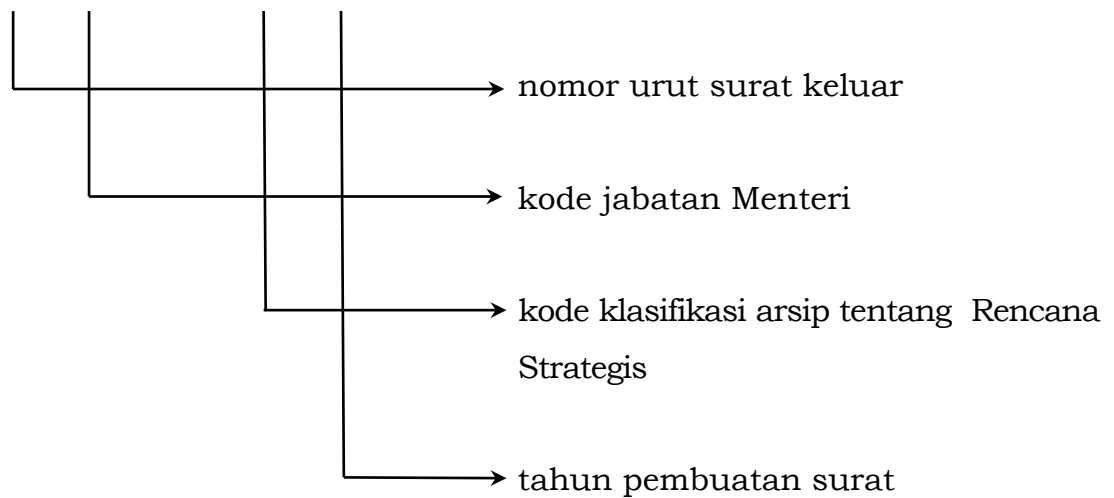 nomor urut surat keluar
kode jabatan Menteri
kode klasifikasi arsip tentang Rencana
Strategis
tahun pembuatan surat